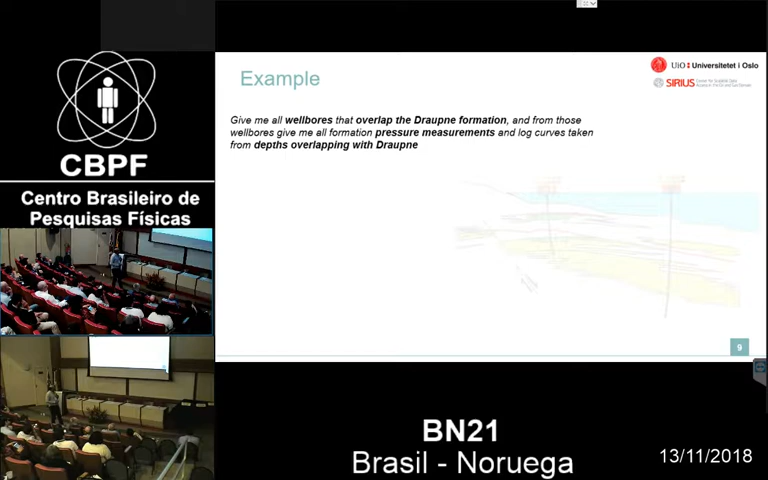 CBPF
Centro Brasileiro de
Pesquisas Físicas
Example
UiO Universitetet i Oslo
SIRIUS
Give me all wellbores that overlap the Draupne formation, and from those
wellbores give me all formation pressure measurements and log curves taken
from depths overlapping with Draupne
9
BN21
Brasil - Noruega
13/11/2018